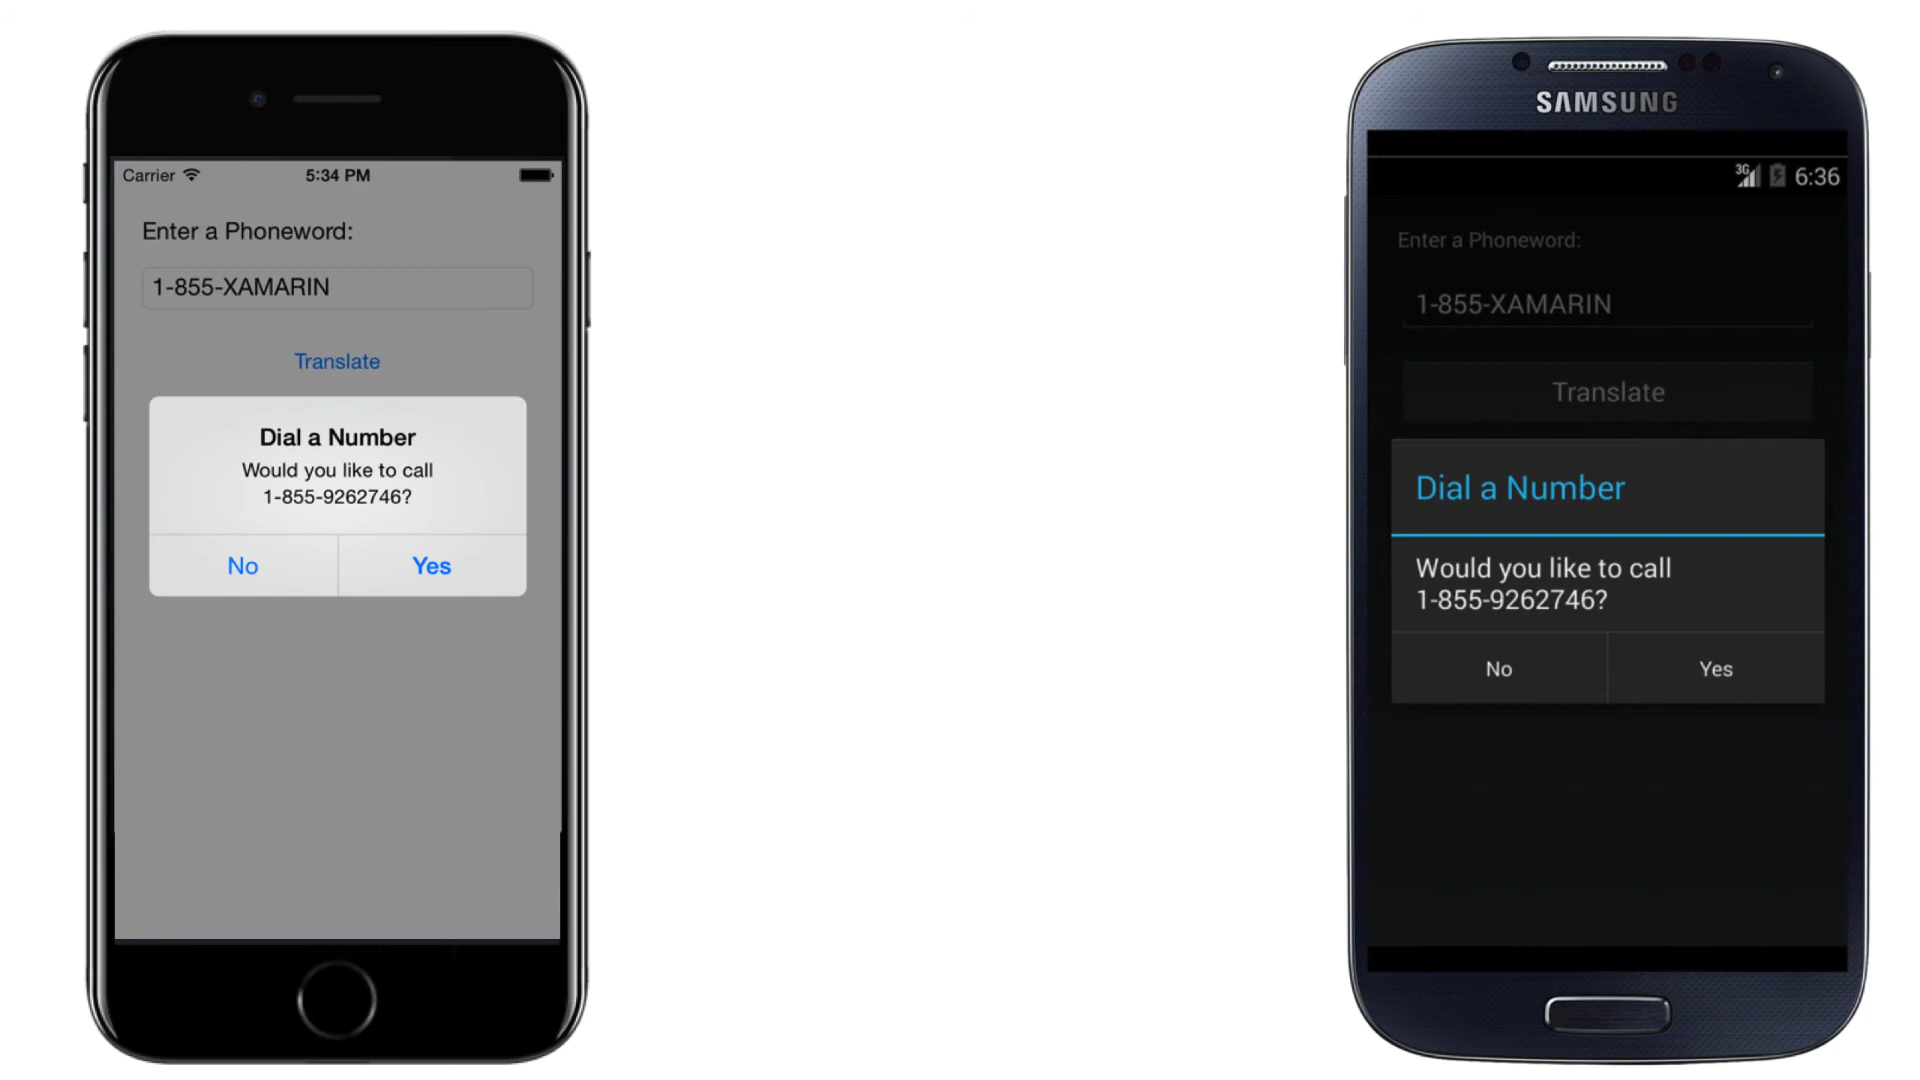 Carrier
5:34 PM
Enter a Phoneword:
1-855-XAMARIN
Translate
Dial a Number
Would you like to call
1-855-9262746?
No
Yes
SAMSUNG
3G
6:36
Enter a Phoneword:
1-855-XAMARIN
Translate
Dial a Number
Would you like to call
1-855-9262746?
No
Yes